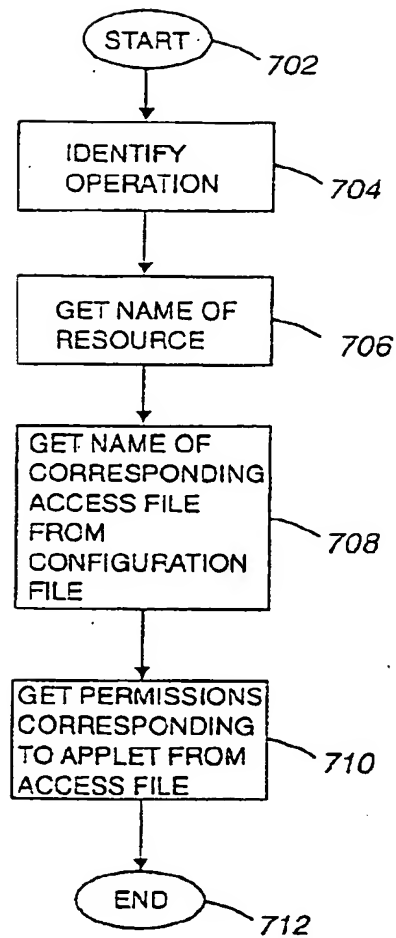 START
702
IDENTIFY
OPERATION
704
GET NAME OF
RESOURCE
706
GET NAME OF
CORRESPONDING
ACCESS FILE
FROM
CONFIGURATION
FILE
708
GET PERMISSIONS
CORRESPONDING
TO APPLET FROM
ACCESS FILE
710
END
712